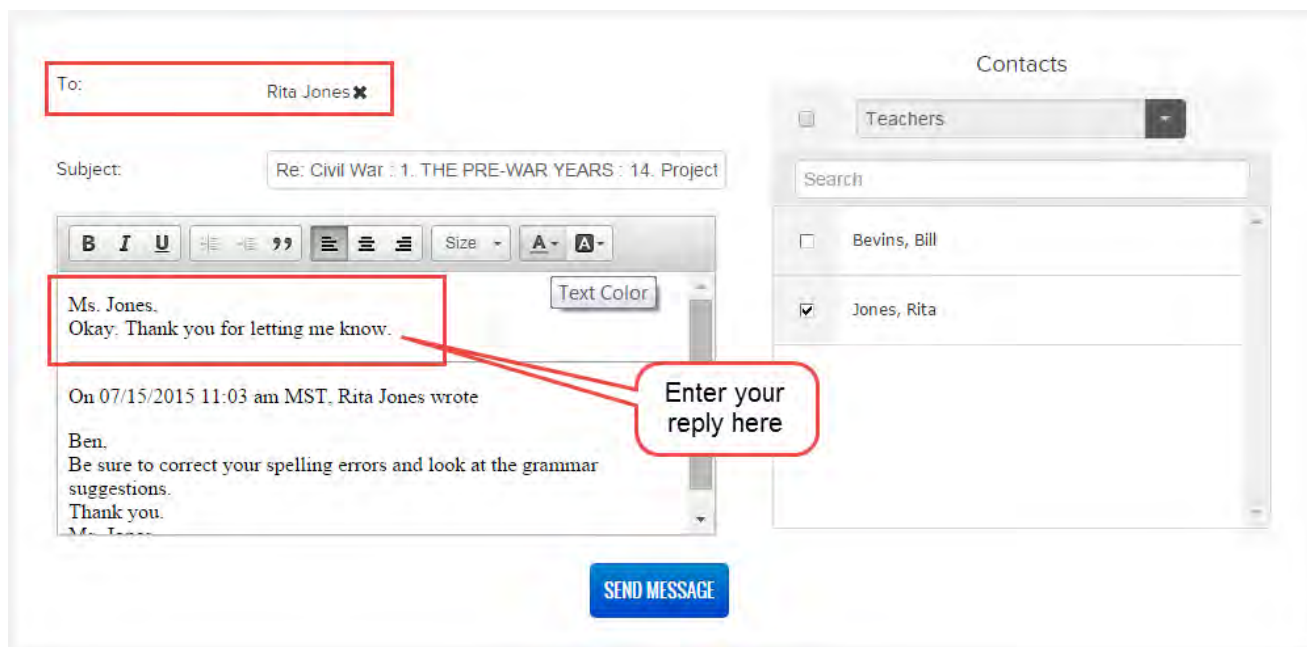 To:
Rita Jones
Subject:
Re: Civil War : 1. THE PRE-WAR YEARS : 14. Project
B I U Size A A
Text Color
Ms. Jones,
Okay. Thank you for letting me know.
Enter your
reply here
On 07/15/2015 11:03 am MST, Rita Jones wrote
Ben,
Be sure to correct your spelling errors and look at the grammar
suggestions.
Thank you.
SEND MESSAGE
Contacts
Teachers
Search
Bevins, Bill
Jones, Rita